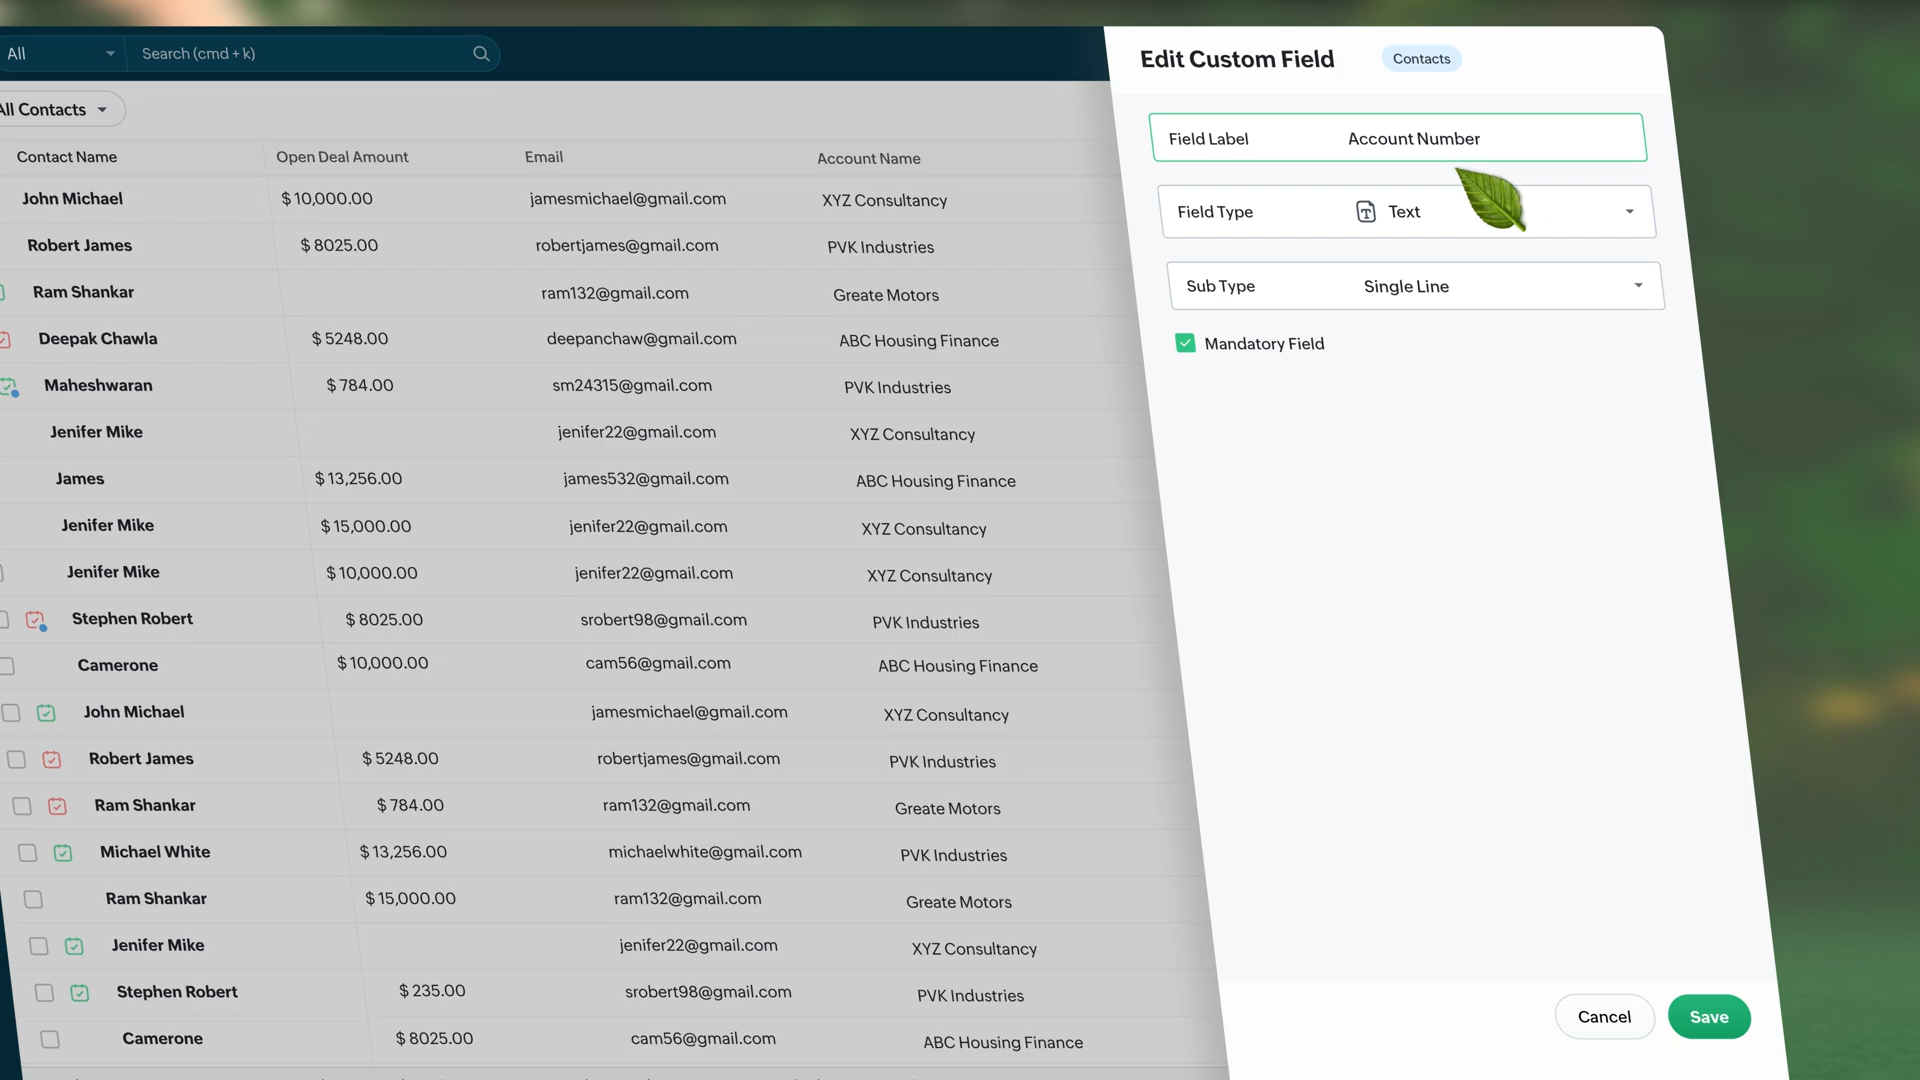 All Search (cmd + k)
All Contacts
Contact Name Open Deal Amount Email Account Name
John Michael $ 10,000.00 jamesmichael@gmail.com XYZ Consultancy
Robert James $ 8025.00 robertjames@gmail.com PVK Industries
Ram Shankar ram132@gmail.com Greate Motors
Deepak Chawla $ 5248.00 deepanchaw@gmail.com ABC Housing Finance
Maheshwaran $ 784.00 sm24315@gmail.com PVK Industries
Jenifer Mike jenifer22@gmail.com XYZ Consultancy
James $ 13,256.00 james532@gmail.com ABC Housing Finance
Jenifer Mike $ 15,000.00 jenifer22@gmail.com XYZ Consultancy
Jenifer Mike $ 10,000.00 jenifer22@gmail.com XYZ Consultancy
Stephen Robert $ 8025.00 srobert98@gmail.com PVK Industries
Camerone $ 10,000.00 cam56@gmail.com ABC Housing Finance
John Michael jamesmichael@gmail.com XYZ Consultancy
Robert James $ 5248.00 robertjames@gmail.com PVK Industries
Ram Shankar $ 784.00 ram132@gmail.com Greate Motors
Michael White $ 13,256.00 michaelwhite@gmail.com PVK Industries
Ram Shankar $ 15,000.00 ram132@gmail.com Greate Motors
Jenifer Mike jenifer22@gmail.com XYZ Consultancy
Stephen Robert $ 235.00 srobert98@gmail.com PVK Industries
Camerone $ 8025.00 cam56@gmail.com ABC Housing Finance
Edit Custom Field Contacts
Field Label Account Number
Field Type Text
Sub Type Single Line
Mandatory Field
Cancel Save